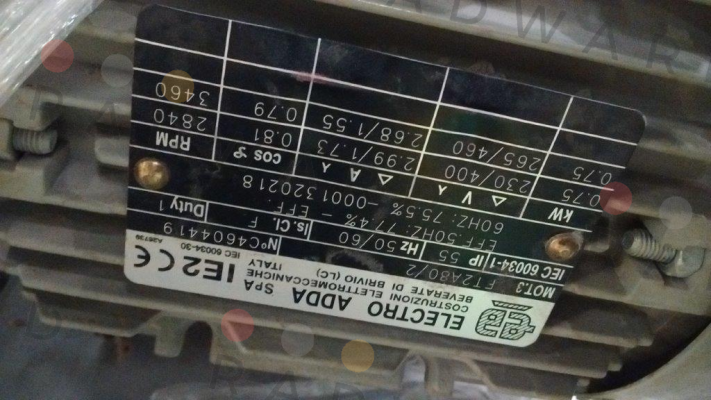 ELECTRO ADDA SPA IE2 CE
COSTRUZIONI ELETTROMECCANICHE
BEVERATE DI BRIVIO (LC) ITALY IEC 60034-30
MOT.3 FT2A80/2 N°C4604419
IEC 60034-1 IP 55 Hz 50/60 Is.Cl. F Duty 1
EFF.50HZ:77.4% - EFF.
60HZ:75.5% -0001320218
kW △ V ⅄ △ A ⅄ cos φ RPM
0.75 230/400 2.99/1.73 0.81 2840
0.75 265/460 2.68/1.55 0.79 3460